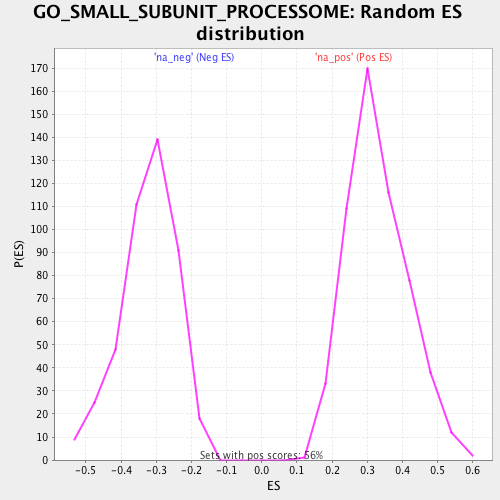 GO_SMALL_SUBUNIT_PROCESSOME: Random ES
distribution
'na_neg' (Neg ES) 'na_pos' (Pos ES)
170
160
150
140
130
120
110
100
90
80
70
60
50
40
30
20
10
0
P(ES)
Sets with pos scores: 56%
-0.5 -0.4 -0.3 -0.2 -0.1 0.0 0.1 0.2 0.3 0.4 0.5 0.6
ES